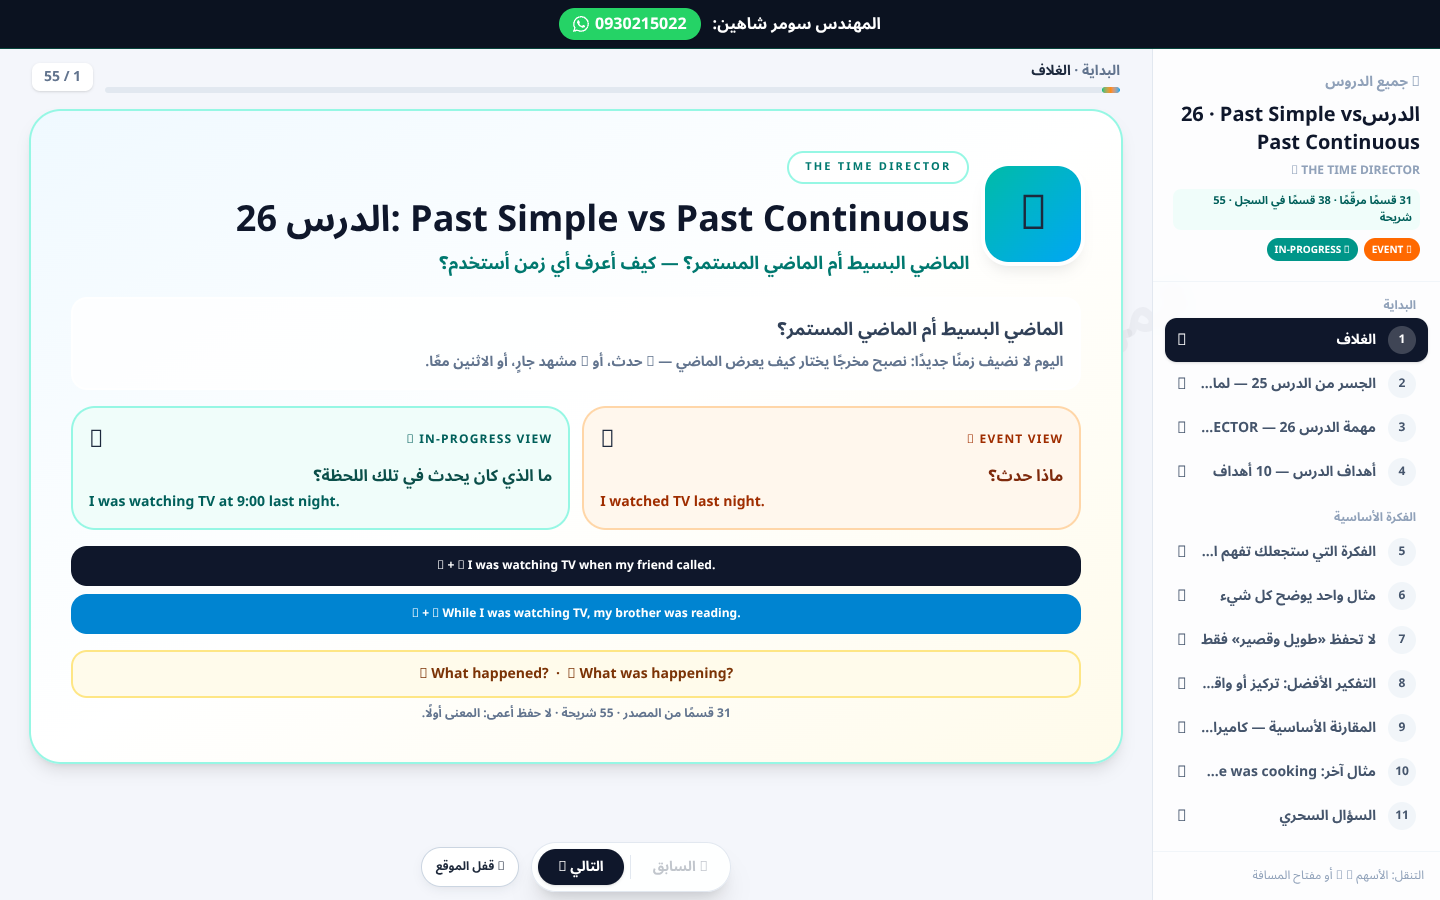 المهندس سومر شاهين: 0930215022
جميع الدروس
الدرس 26 · Past Simple vs
Past Continuous
THE TIME DIRECTOR
31 قسمًا مرقّمًا · 38 قسمًا في السجل · 55
شريحة
EVENT
IN-PROGRESS
البداية
1 الغلاف
2 الجسر من الدرس 25 — لما...
3 مهمة الدرس 26 — ECTOR...
4 أهداف الدرس — 10 أهداف
الفكرة الأساسية
5 الفكرة التي ستجعلك تفهم ا...
6 مثال واحد يوضح كل شيء
7 لا تحفظ «طويل وقصير» فقط
8 التفكير الأفضل: تركيز أو واق...
9 المقارنة الأساسية — كاميرا...
10 مثال آخر: e was cooking...
11 السؤال السحري
التنقل: الأسهم أو مفتاح المسافة
البداية · الغلاف
1 / 55
THE TIME DIRECTOR
الدرس 26: Past Simple vs Past Continuous
الماضي البسيط أم الماضي المستمر؟ — كيف أعرف أي زمن أستخدم؟
الماضي البسيط أم الماضي المستمر؟
اليوم لا نضيف زمنًا جديدًا: نصبح مخرجًا يختار كيف يعرض الماضي — حدث، أو مشهد جارٍ، أو الاثنين معًا.
EVENT VIEW
ماذا حدث؟
I watched TV last night.
IN-PROGRESS VIEW
ما الذي كان يحدث في تلك اللحظة؟
I was watching TV at 9:00 last night.
+ I was watching TV when my friend called.
+ While I was watching TV, my brother was reading.
What happened? · What was happening?
31 قسمًا من المصدر · 55 شريحة · لا حفظ أعمى: المعنى أولًا.
السابق
التالي
قفل الموقع